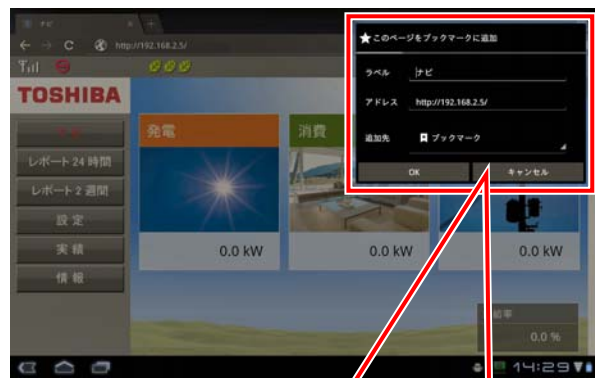 ナビ
http://192.168.2.5/
TOSHIBA
ナビ
レポート24時間
レポート2週間
設定
実績
情報
発電
消費
0.0 kW
0.0 kW
0.0 kW
0.0 %
14:29
このページをブックマークに追加
ラベル ナビ
アドレス http://192.168.2.5/
追加先 ブックマーク
OK キャンセル